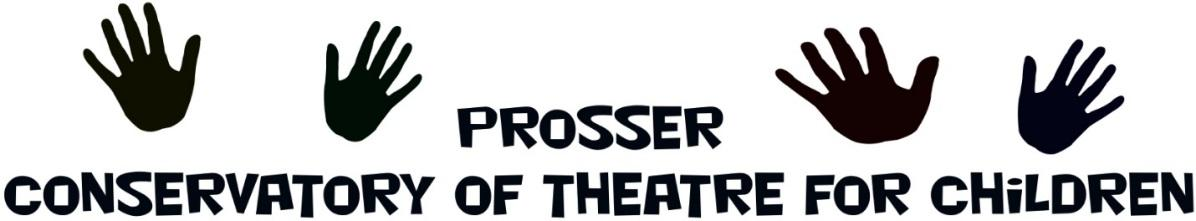 PROSSER
CONSERVATORY OF THEATRE FOR CHiLDREN